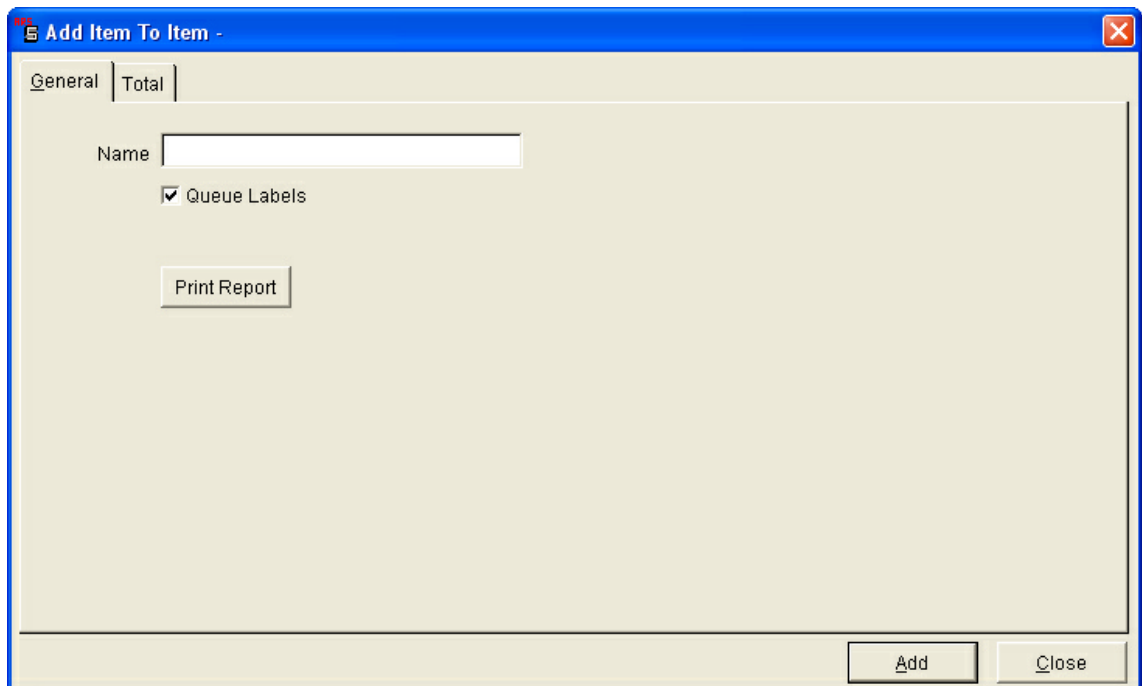 Add Item To Item -
General Total
Name
Queue Labels
Print Report
Add Close